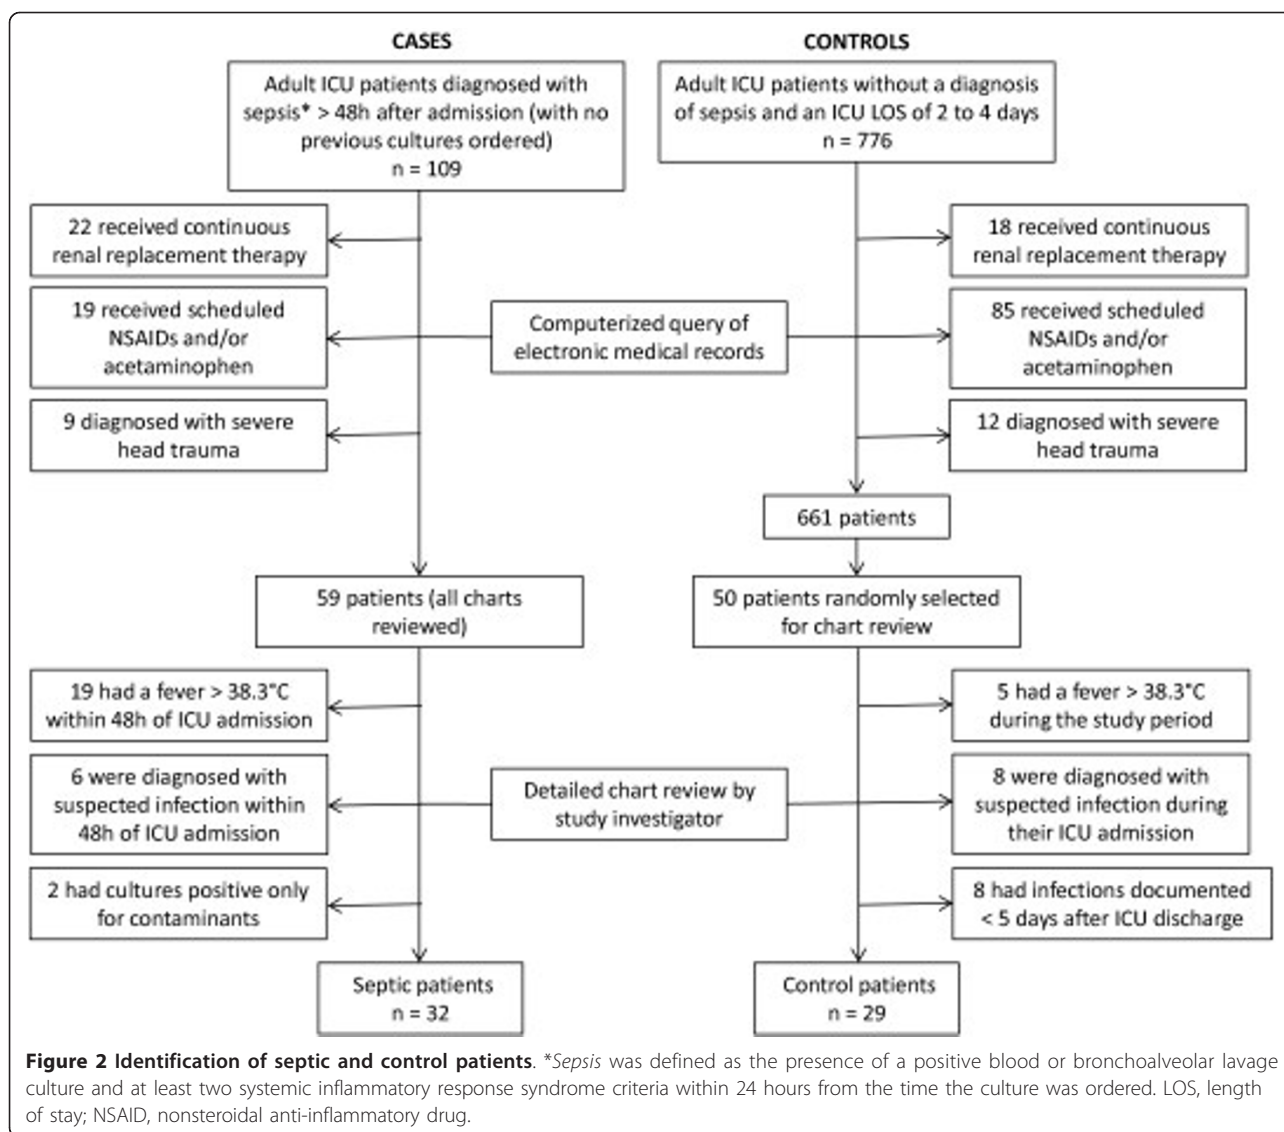 CASES
Adult ICU patients diagnosed with
sepsis* > 48h after admission (with no
previous cultures ordered)
n = 109
CONTROLS
Adult ICU patients without a diagnosis
of sepsis and an ICU LOS of 2 to 4 days
n = 776
22 received continuous
renal replacement therapy
18 received continuous
renal replacement therapy
19 received scheduled
NSAIDs and/or
acetaminophen
Computerized query of
electronic medical records
85 received scheduled
NSAIDs and/or
acetaminophen
9 diagnosed with severe
head trauma
12 diagnosed with severe
head trauma
661 patients
59 patients (all charts
reviewed)
50 patients randomly selected
for chart review
19 had a fever > 38.3°C
within 48h of ICU admission
5 had a fever > 38.3°C
during the study period
6 were diagnosed with
suspected infection within
48h of ICU admission
Detailed chart review by
study investigator
8 were diagnosed with
suspected infection during
their ICU admission
2 had cultures positive only
for contaminants
8 had infections documented
< 5 days after ICU discharge
Septic patients
n = 32
Control patients
n = 29
Figure 2 Identification of septic and control patients. *Sepsis was defined as the presence of a positive blood or bronchoalveolar lavage
culture and at least two systemic inflammatory response syndrome criteria within 24 hours from the time the culture was ordered. LOS, length
of stay; NSAID, nonsteroidal anti-inflammatory drug.